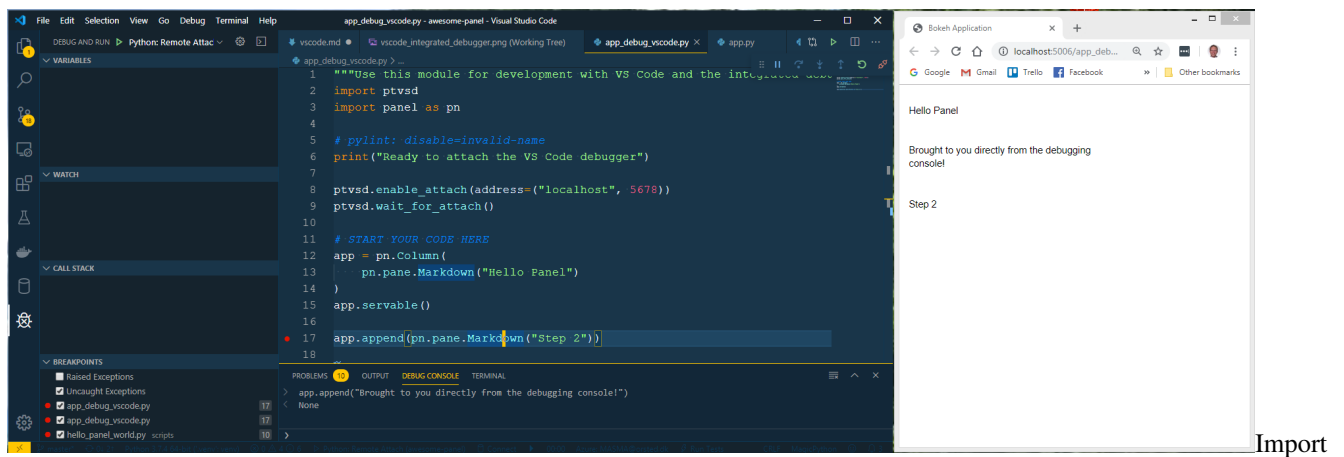 File Edit Selection View Go Debug Terminal Help
app_debug_vscode.py - awesome-panel - Visual Studio Code
DEBUG AND RUN Python: Remote Attac
vscode.md
vscode_integrated_debugger.png (Working Tree)
app_debug_vscode.py
app.py
VARIABLES
WATCH
CALL STACK
BREAKPOINTS
Raised Exceptions
Uncaught Exceptions
app_debug_vscode.py 17
app_debug_vscode.py 17
hello_panel_world.py scripts 10
1
18
app_debug_vscode.py > ...
1 """Use this module for development with VS Code and the integrated debu
2 import ptvsd
3 import panel as pn
4
5 # pylint: disable=invalid-name
6 print("Ready to attach the VS Code debugger")
7
8 ptvsd.enable_attach(address=("localhost", 5678))
9 ptvsd.wait_for_attach()
10
11 # START YOUR CODE HERE
12 app = pn.Column(
13 pn.pane.Markdown("Hello Panel")
14 )
15 app.servable()
16
17 app.append(pn.pane.Markdown("Step 2"))
18
PROBLEMS 10 OUTPUT DEBUG CONSOLE TERMINAL
> app.append("Brought to you directly from the debugging console!")
< None
>
Bokeh Application
localhost:5006/app_deb...
Google Gmail Trello Facebook » Other bookmarks
Hello Panel
Brought to you directly from the debugging
console!
Step 2
Import